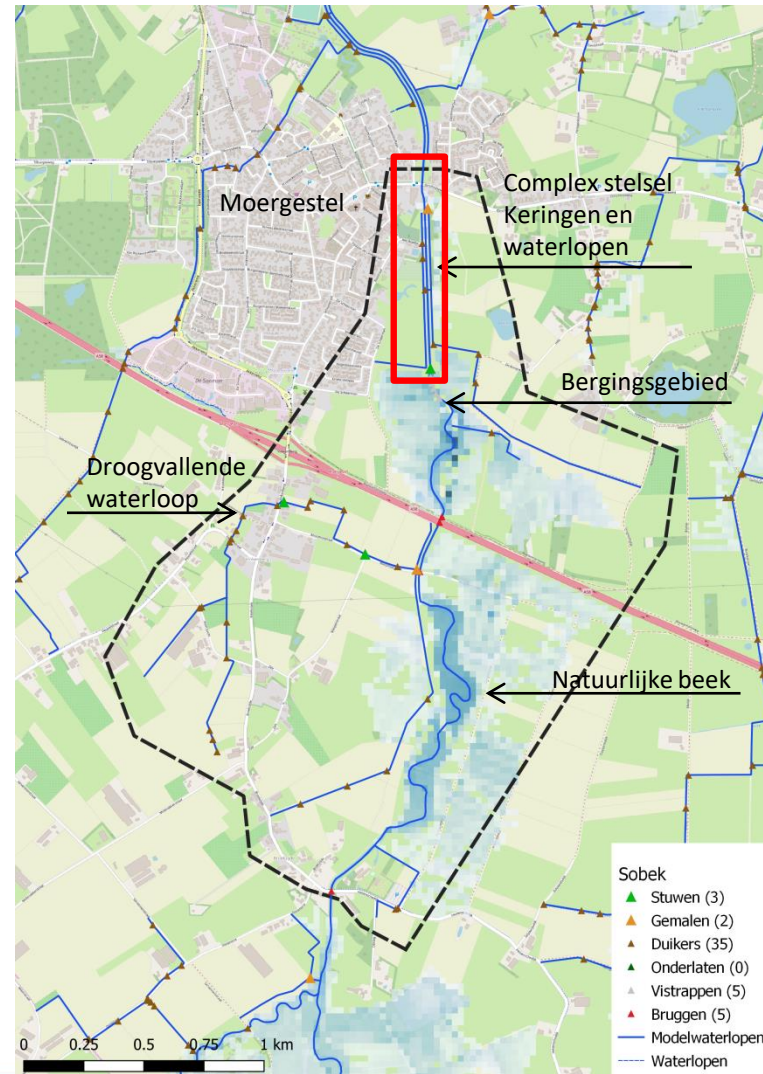 Moergestel
Complex stelsel
Keringen en
waterlopen
Bergingsgebied
Droogvallende
waterloop
Natuurlijke beek
Sobek
Stuwen (3)
Gemalen (2)
Duikers (35)
Onderlaten (0)
Vistrappen (5)
Bruggen (5)
Modelwaterlopen
Waterlopen
0 0.25 0.5 0.75 1 km